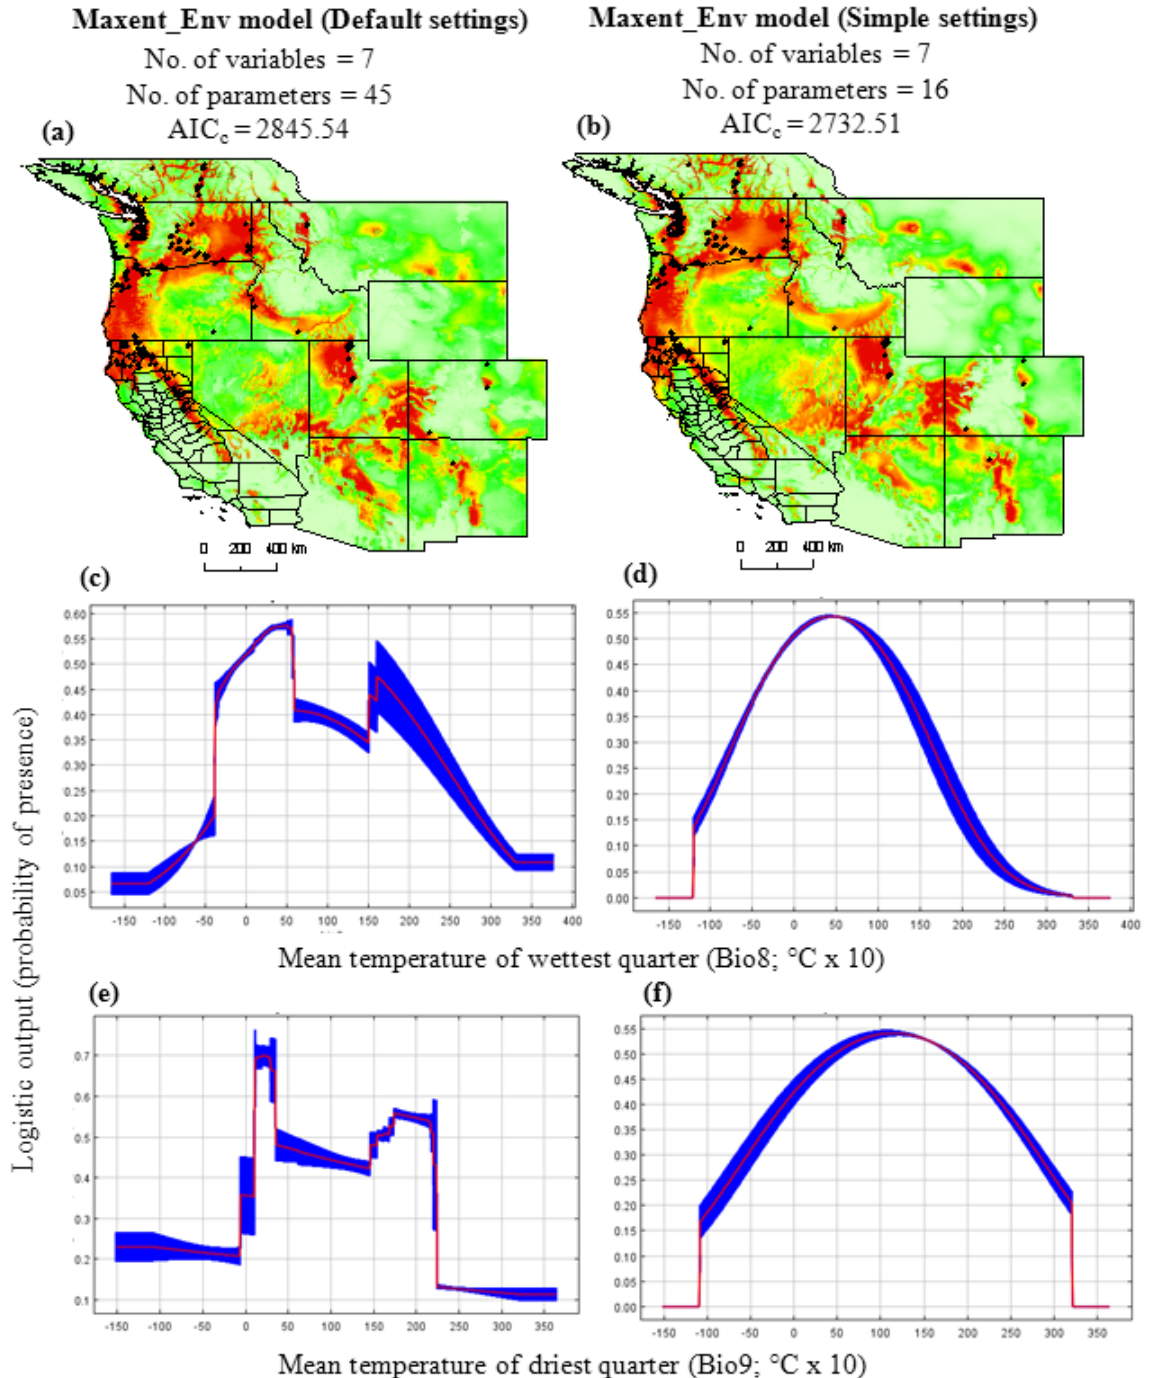 Maxent_Env model (Default settings)
No. of variables = 7
No. of parameters = 45
(a)
AICc = 2845.54
Maxent_Env model (Simple settings)
No. of variables = 7
No. of parameters = 16
(b)
AICc = 2732.51
0 200 400 km
0 200 400 km
Logistic output (probability of presence)
(c)
0.60
0.55
0.50
0.45
0.40
0.35
0.30
0.25
0.20
0.15
0.10
0.05
-150 -100 -50 0 50 100 150 200 250 300 350 400
(d)
0.55
0.50
0.45
0.40
0.35
0.30
0.25
0.20
0.15
0.10
0.05
0.00
-150 -100 -50 0 50 100 150 200 250 300 350 400
Mean temperature of wettest quarter (Bio8; °C x 10)
(e)
0.7
0.6
0.5
0.4
0.3
0.2
0.1
-150 -100 -50 0 50 100 150 200 250 300 350
(f)
0.55
0.50
0.45
0.40
0.35
0.30
0.25
0.20
0.15
0.10
0.05
0.00
-150 -100 -50 0 50 100 150 200 250 300 350
Mean temperature of driest quarter (Bio9; °C x 10)